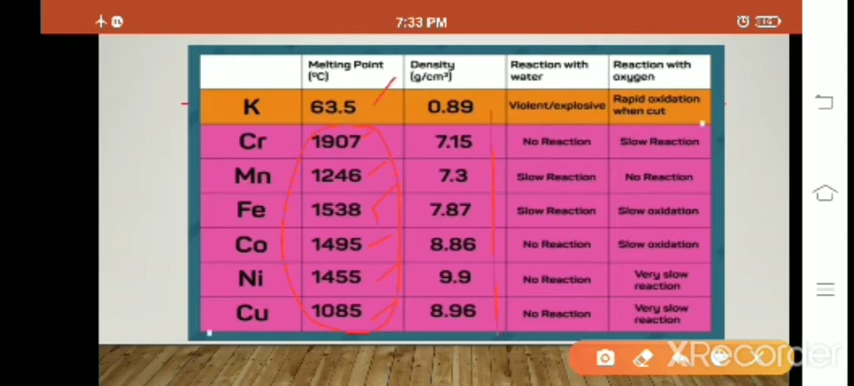 7:33 PM
Melting Point (°C) Density (g/cm³) Reaction with water Reaction with oxygen
K 63.5 0.89 Violent/explosive Rapid oxidation when cut
Cr 1907 7.15 No Reaction Slow Reaction
Mn 1246 7.3 Slow Reaction No Reaction
Fe 1538 7.87 Slow Reaction Slow oxidation
Co 1495 8.86 No Reaction Slow oxidation
Ni 1455 9.9 No Reaction Very slow reaction
Cu 1085 8.96 No Reaction Very slow reaction
XRecorder